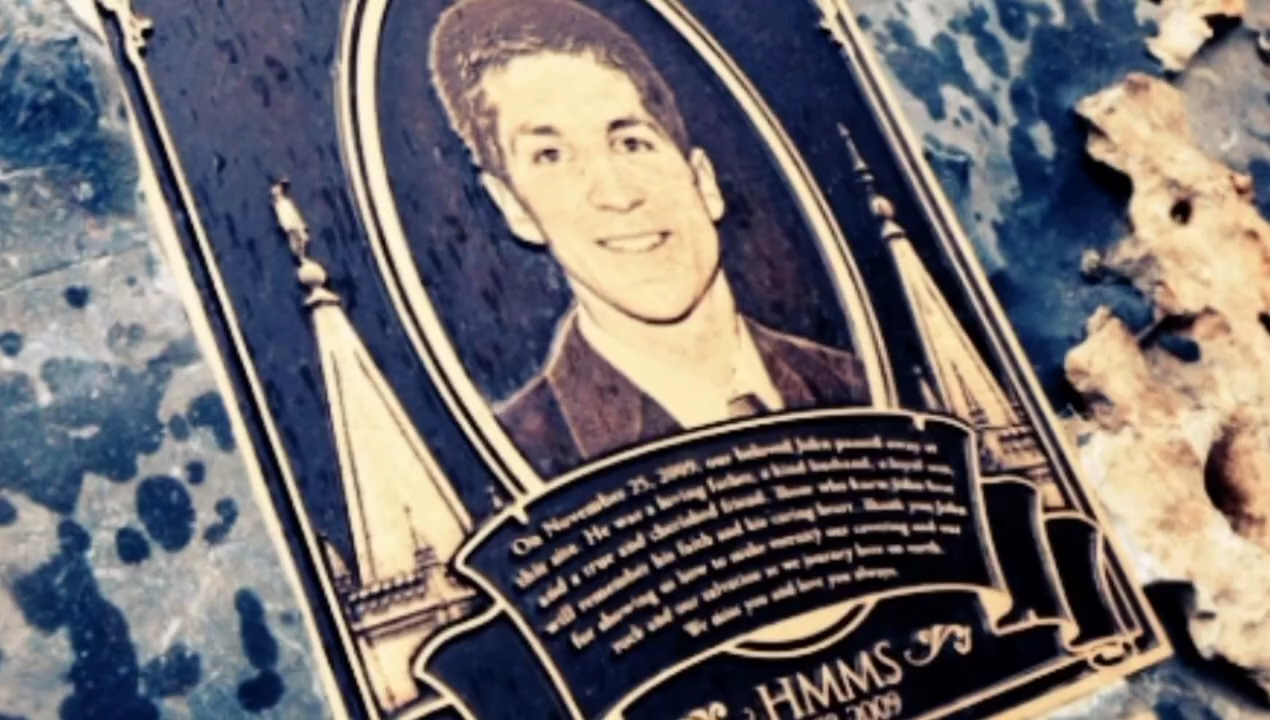 On November 25, 2009, our beloved John passed away at
this site. He was a loving father, a kind husband, a loyal son,
and a true and cherished friend. Those who knew John best
will remember his faith and his caring heart. Thank you John
for showing us how to make mercury our covering and our
rock and our salvation as we journey here on earth.
We miss you and love you always.
HMMS
2009